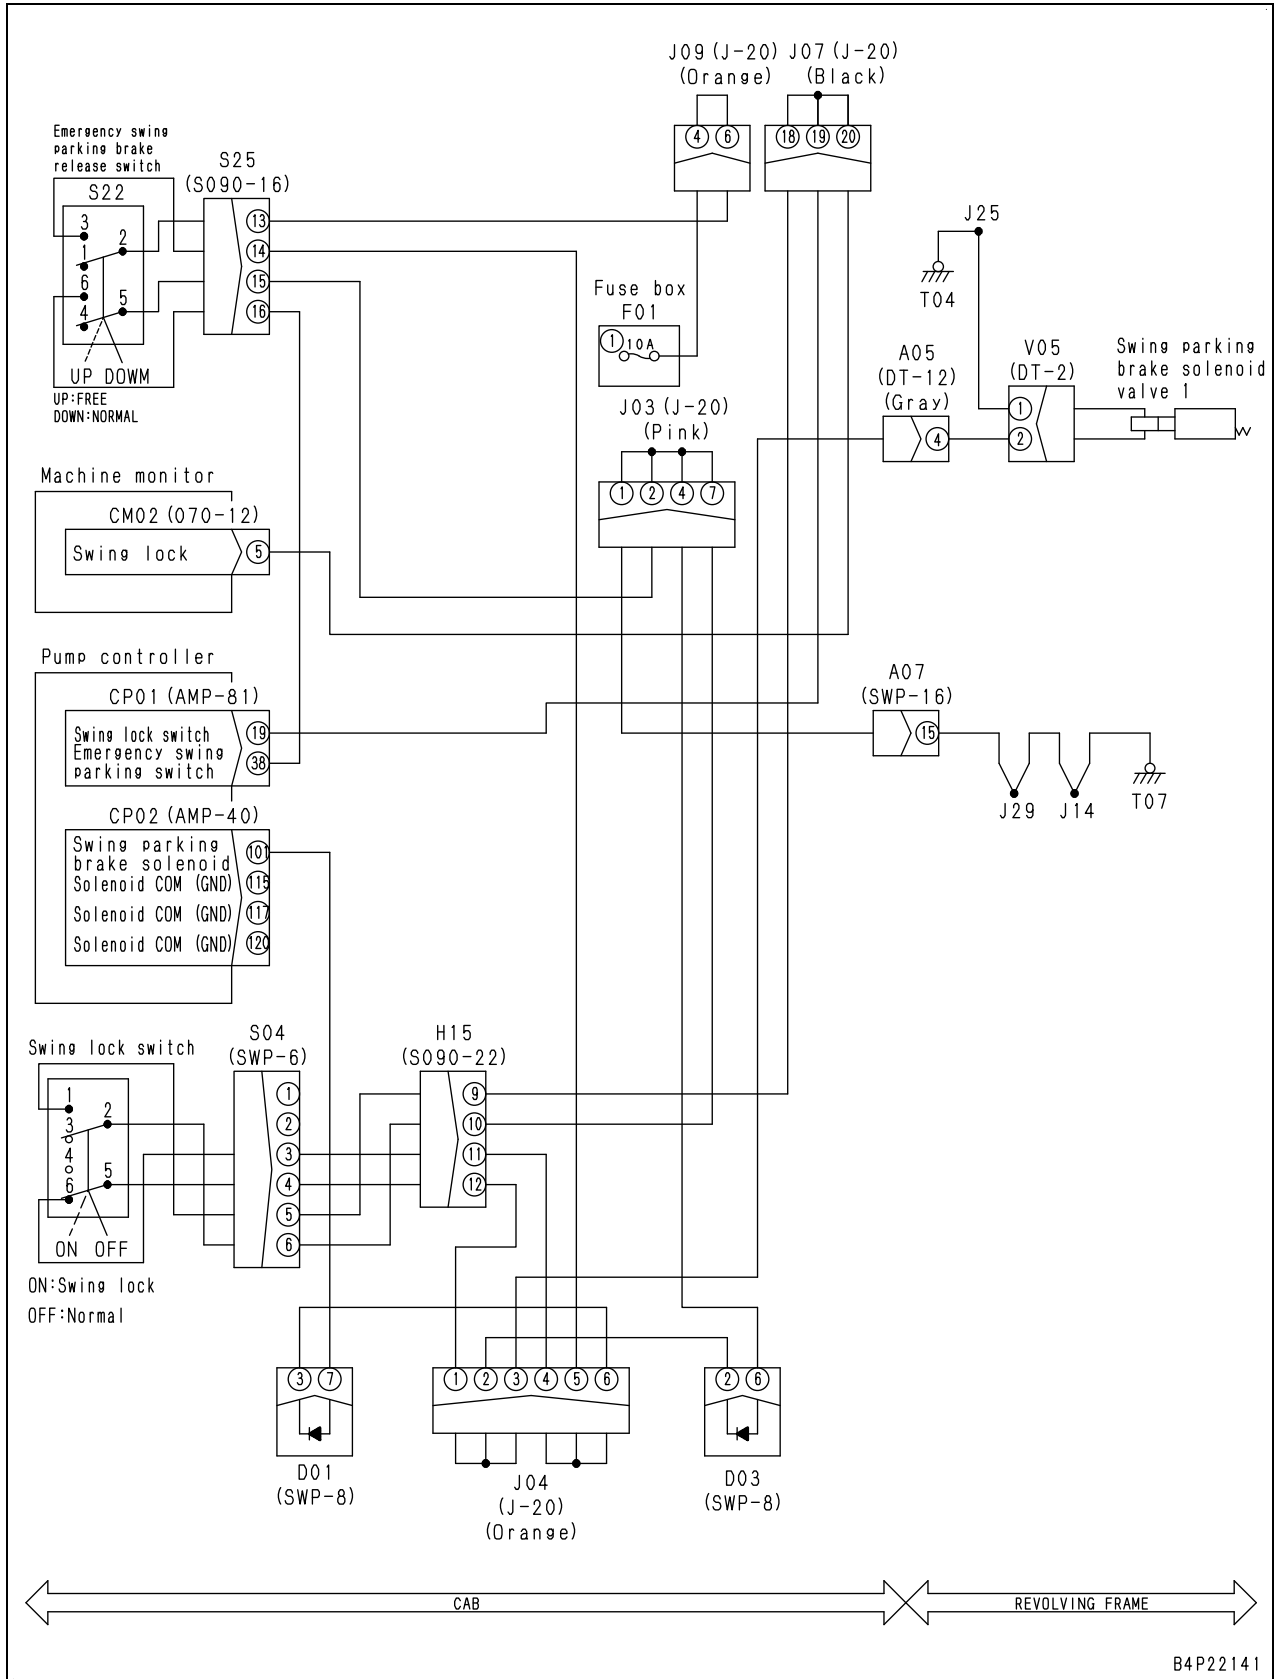 J09(J-20)
(Orange)
4 6
J07(J-20)
(Black)
18 19 20
Emergency swing
parking brake
release switch
S22
3
2
1
6
5
4
UP DOWM
UP:FREE
DOWN:NORMAL
S25
(S090-16)
13
14
15
16
J25
T04
Fuse box
F01
1 10A
A05
(DT-12)
(Gray)
4
V05
(DT-2)
1
2
Swing parking
brake solenoid
valve 1
J03(J-20)
(Pink)
1 2 4 7
Machine monitor
CM02(070-12)
Swing lock 5
Pump controller
CP01(AMP-81)
Swing lock switch 19
Emergency swing
parking switch 38
CP02(AMP-40)
Swing parking
brake solenoid 101
Solenoid COM (GND) 115
Solenoid COM (GND) 117
Solenoid COM (GND) 120
A07
(SWP-16)
15
J29 J14 T07
Swing lock switch
1
2
3
4
5
6
ON OFF
ON:Swing lock
OFF:Normal
S04
(SWP-6)
1
2
3
4
5
6
H15
(S090-22)
9
10
11
12
3 7
D01
(SWP-8)
1 2 3 4 5 6
J04
(J-20)
(Orange)
2 6
D03
(SWP-8)
CAB
REVOLVING FRAME
B4P22141